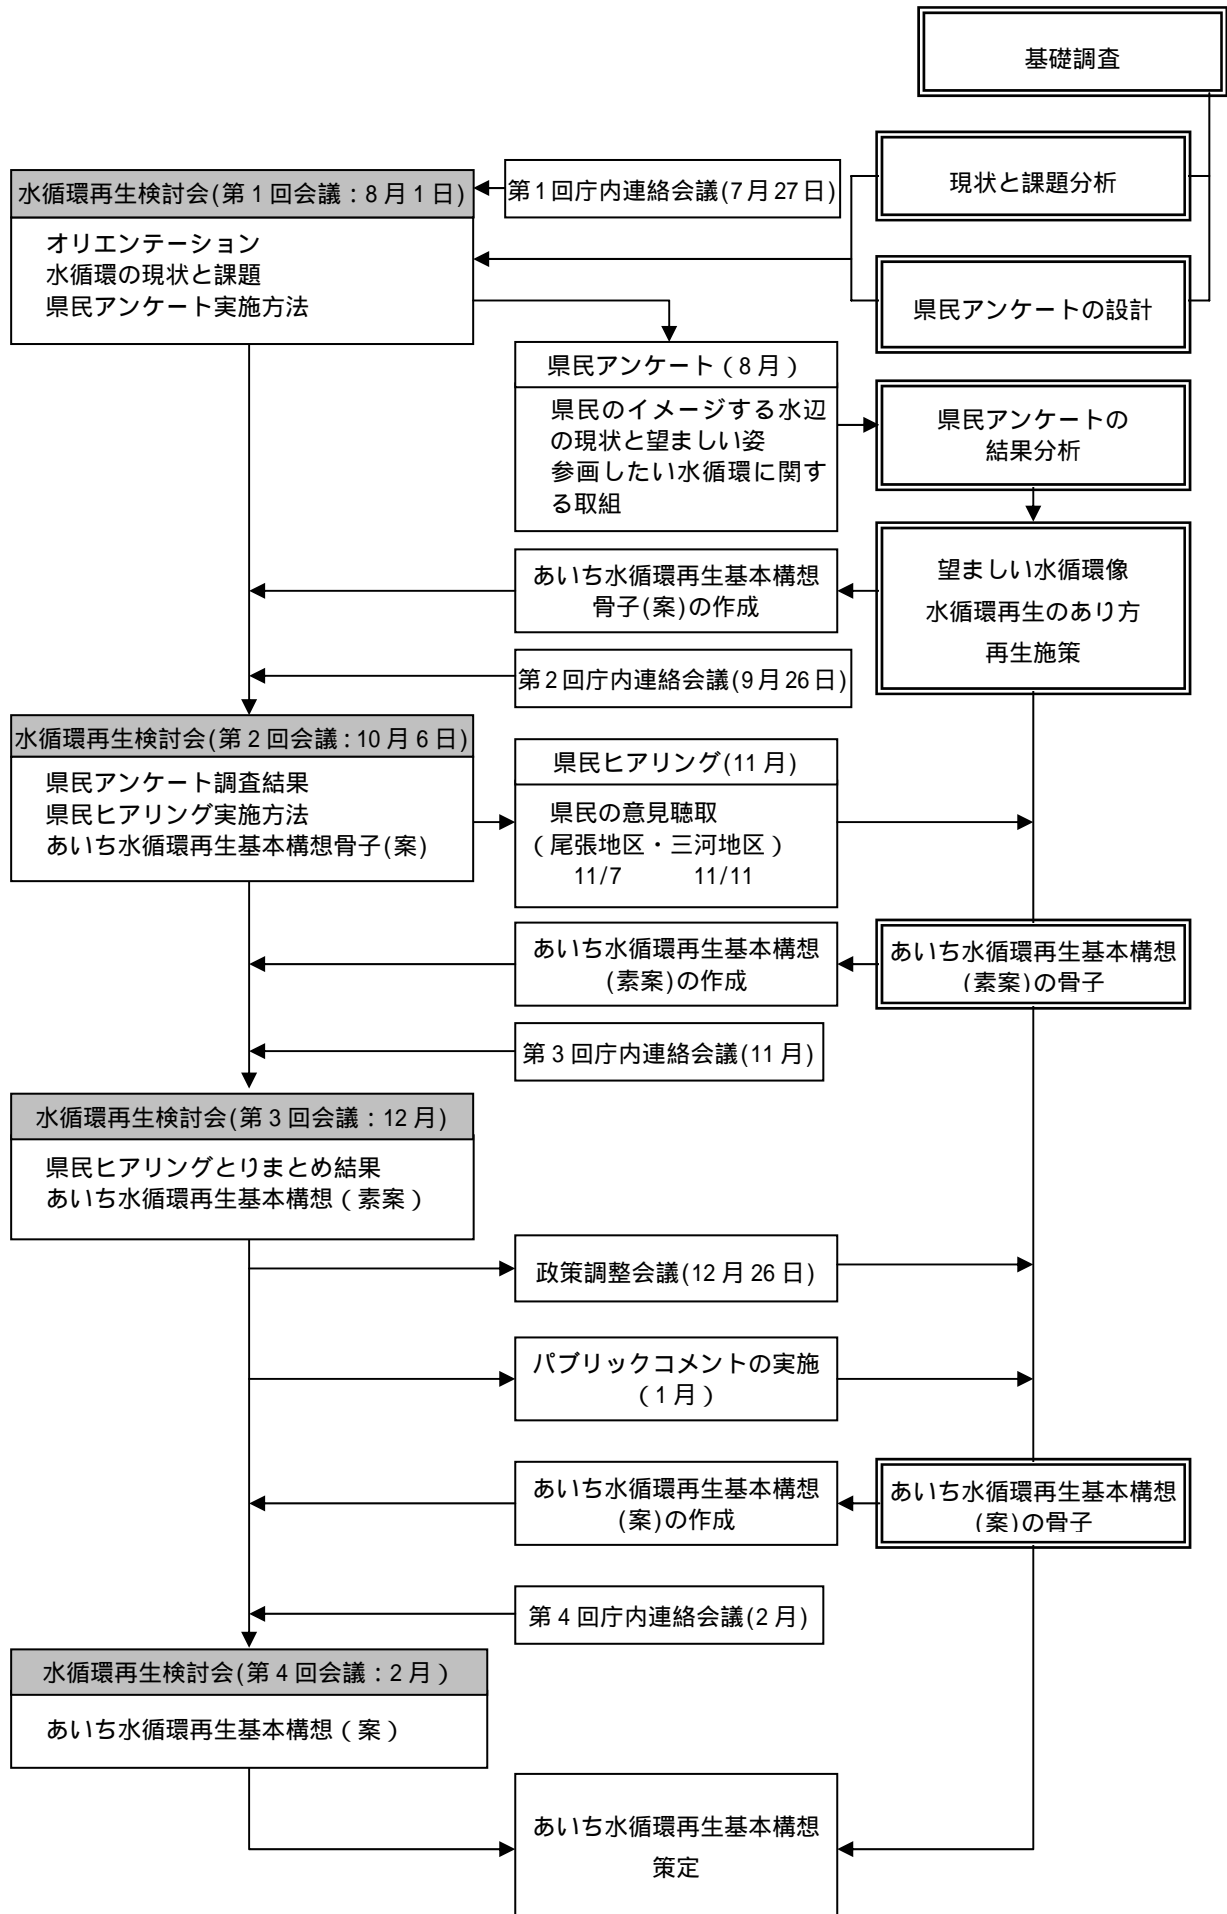 基礎調査
現状と課題分析
第1回庁内連絡会議(7月27日)
水循環再生検討会(第1回会議：8月1日)
オリエンテーション
水循環の現状と課題
県民アンケート実施方法
県民アンケートの設計
県民アンケート（8月）
県民のイメージする水辺
の現状と望ましい姿
参画したい水循環に関す
る取組
県民アンケートの
結果分析
望ましい水循環像
水循環再生のあり方
再生施策
あいち水循環再生基本構想
骨子(案)の作成
第2回庁内連絡会議(9月26日)
水循環再生検討会(第2回会議：10月6日)
県民アンケート調査結果
県民ヒアリング実施方法
あいち水循環再生基本構想骨子(案)
県民ヒアリング(11月)
県民の意見聴取
（尾張地区・三河地区）
11/7 11/11
あいち水循環再生基本構想
(素案)の作成
あいち水循環再生基本構想
(素案)の骨子
第3回庁内連絡会議(11月)
水循環再生検討会(第3回会議：12月)
県民ヒアリングとりまとめ結果
あいち水循環再生基本構想（素案）
政策調整会議(12月26日)
パブリックコメントの実施
（1月）
あいち水循環再生基本構想
(案)の作成
あいち水循環再生基本構想
(案)の骨子
第4回庁内連絡会議(2月)
水循環再生検討会(第4回会議：2月）
あいち水循環再生基本構想（案）
あいち水循環再生基本構想
策定